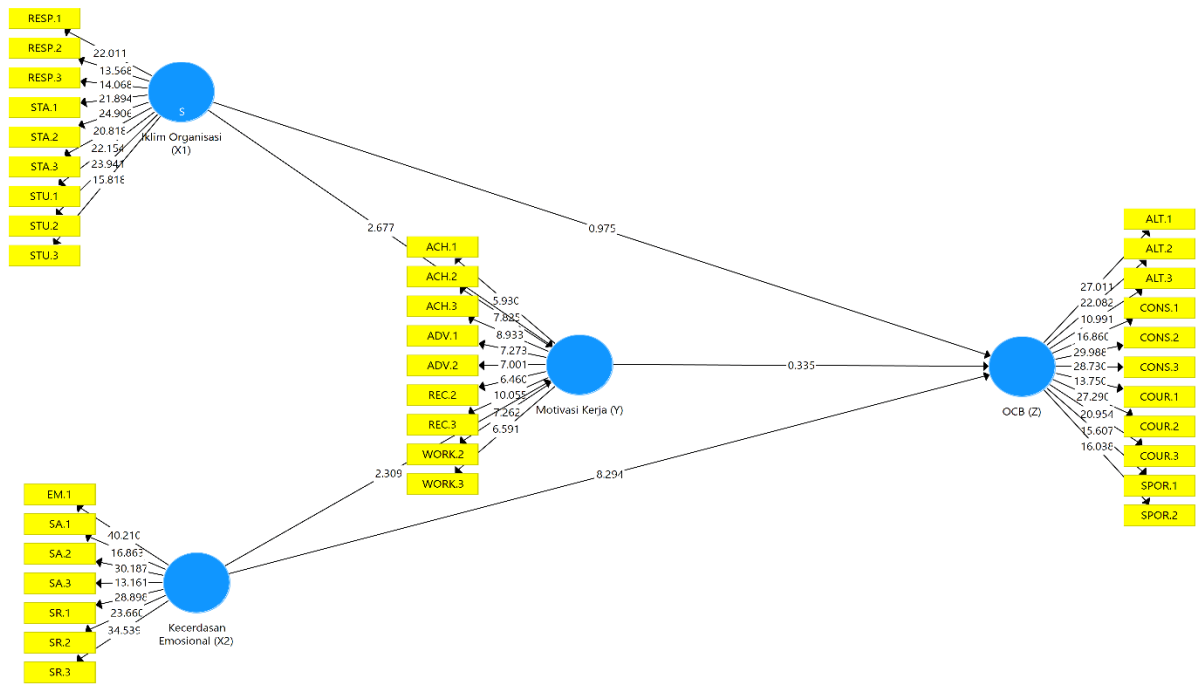 RESP.1
RESP.2
RESP.3
STA.1
STA.2
STA.3
STU.1
STU.2
STU.3
22.011
13.568
14.068
21.894
24.906
20.818
22.154
23.941
15.818
S
Iklim Organisasi
(X1)
2.677
0.975
ACH.1
ACH.2
ACH.3
ADV.1
ADV.2
REC.2
REC.3
WORK.2
WORK.3
5.930
7.825
8.933
7.273
7.001
6.460
10.055
7.262
6.591
Motivasi Kerja (Y)
0.335
2.309
8.294
EM.1
SA.1
SA.2
SA.3
SR.1
SR.2
SR.3
40.210
16.863
30.187
13.161
28.898
23.660
34.539
Kecerdasan
Emosional (X2)
ALT.1
ALT.2
ALT.3
CONS.1
CONS.2
CONS.3
COUR.1
COUR.2
COUR.3
SPOR.1
SPOR.2
27.011
22.082
10.991
16.860
29.988
28.730
13.750
27.290
20.954
15.607
16.038
OCB (Z)